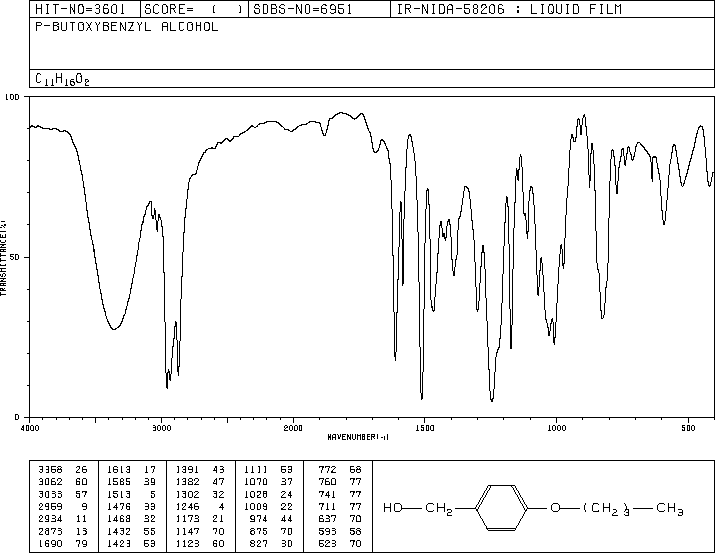 HIT-NO=3601 SCORE= ( ) SDBS-NO=6951 IR-NIDA-58206 : LIQUID FILM
P-BUTOXYBENZYL ALCOHOL
C11H16O2
100
50
0
TRANSMITTANCE(%)
4000 3000 2000 1500 1000 500
WAVENUMBER(-1)
3358 26 1613 17 1391 43 1111 53 772 68
3062 60 1585 39 1382 47 1070 37 760 77
3033 57 1513 5 1302 32 1028 24 741 77
2959 9 1476 39 1246 4 1009 22 711 77
2934 11 1468 32 1173 21 974 44 637 70
2873 13 1432 55 1147 70 875 70 593 58
1690 79 1423 53 1123 60 827 30 523 70
HO—CH2 O—(CH2)3—CH3